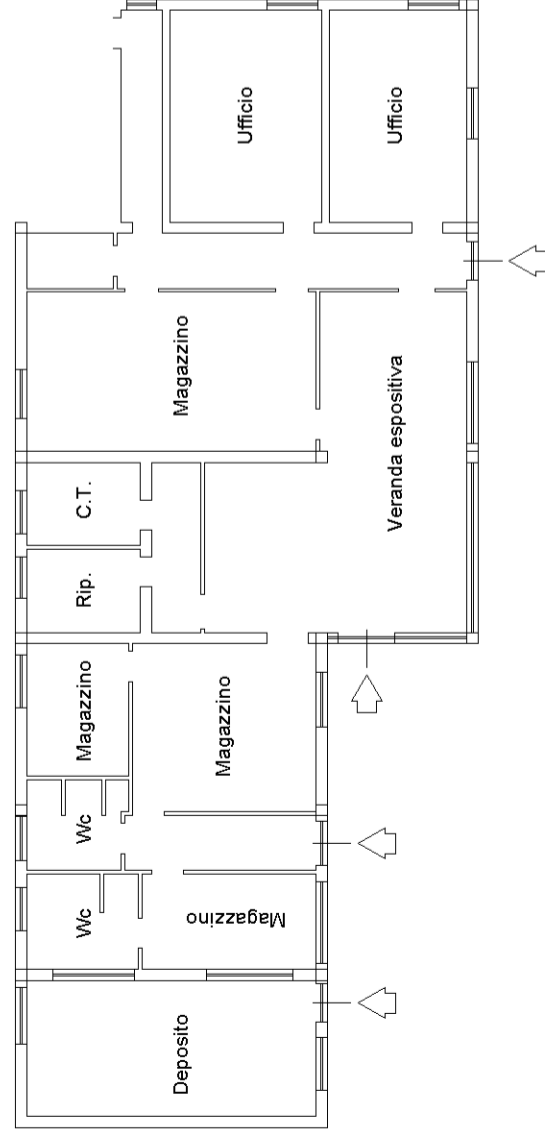 Ufficio
Ufficio
Magazzino
Veranda espositiva
C.T.
Rip.
Magazzino
Magazzino
Wc
Wc
Magazzino
Deposito